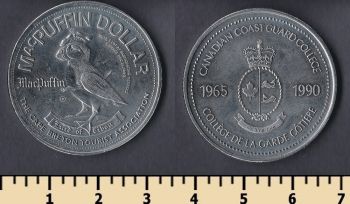 MACPUFFIN DOLLAR
MacPuffin
THE CAPE BRETON TOURIST ASSOCIATION
CANADIAN COAST GUARD COLLEGE
1965 1990
COLLÈGE DE LA GARDE CÔTIÈRE
1 2 3 4 5 6 7